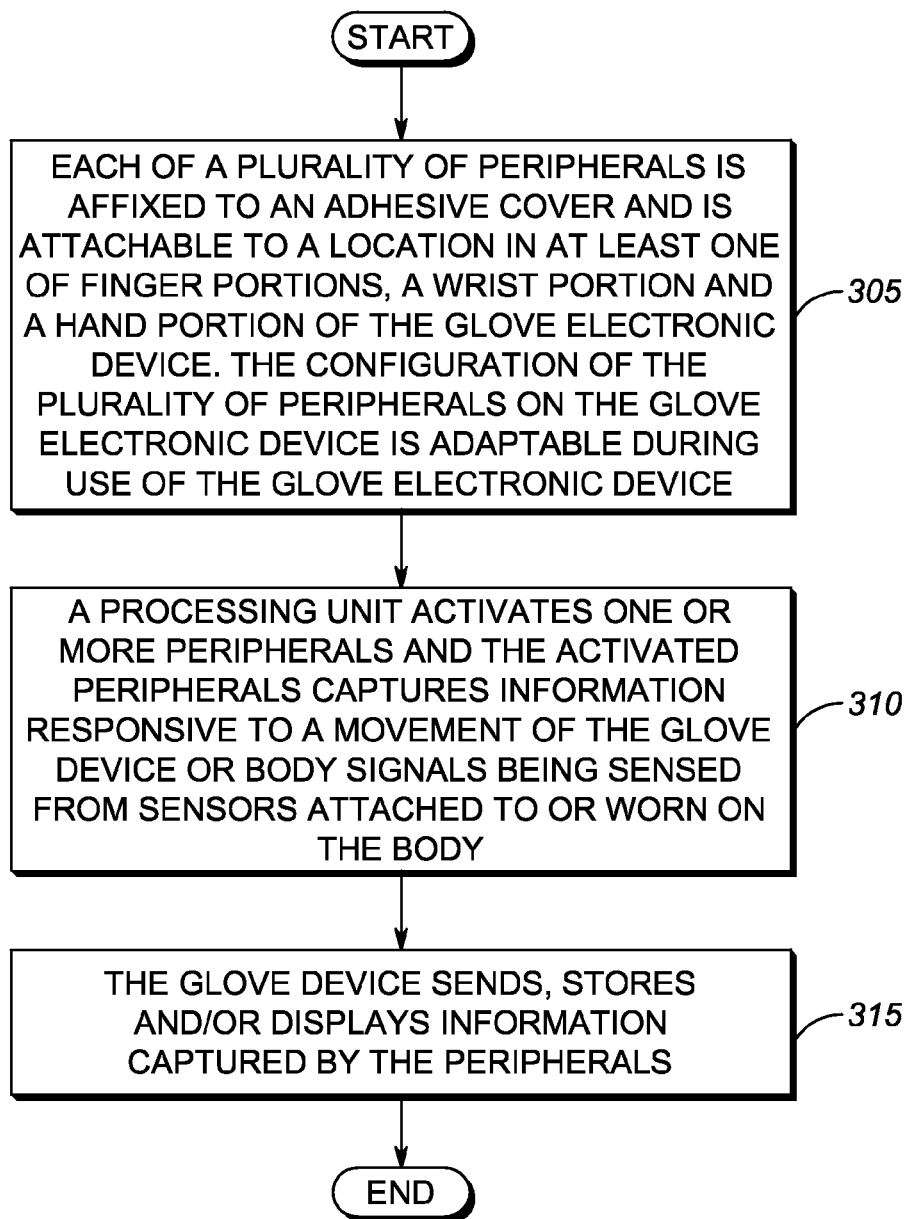 START
EACH OF A PLURALITY OF PERIPHERALS IS
AFFIXED TO AN ADHESIVE COVER AND IS
ATTACHABLE TO A LOCATION IN AT LEAST ONE
OF FINGER PORTIONS, A WRIST PORTION AND
A HAND PORTION OF THE GLOVE ELECTRONIC
DEVICE. THE CONFIGURATION OF THE
PLURALITY OF PERIPHERALS ON THE GLOVE
ELECTRONIC DEVICE IS ADAPTABLE DURING
USE OF THE GLOVE ELECTRONIC DEVICE
305
A PROCESSING UNIT ACTIVATES ONE OR
MORE PERIPHERALS AND THE ACTIVATED
PERIPHERALS CAPTURES INFORMATION
RESPONSIVE TO A MOVEMENT OF THE GLOVE
DEVICE OR BODY SIGNALS BEING SENSED
FROM SENSORS ATTACHED TO OR WORN ON
THE BODY
310
THE GLOVE DEVICE SENDS, STORES
AND/OR DISPLAYS INFORMATION
CAPTURED BY THE PERIPHERALS
315
END